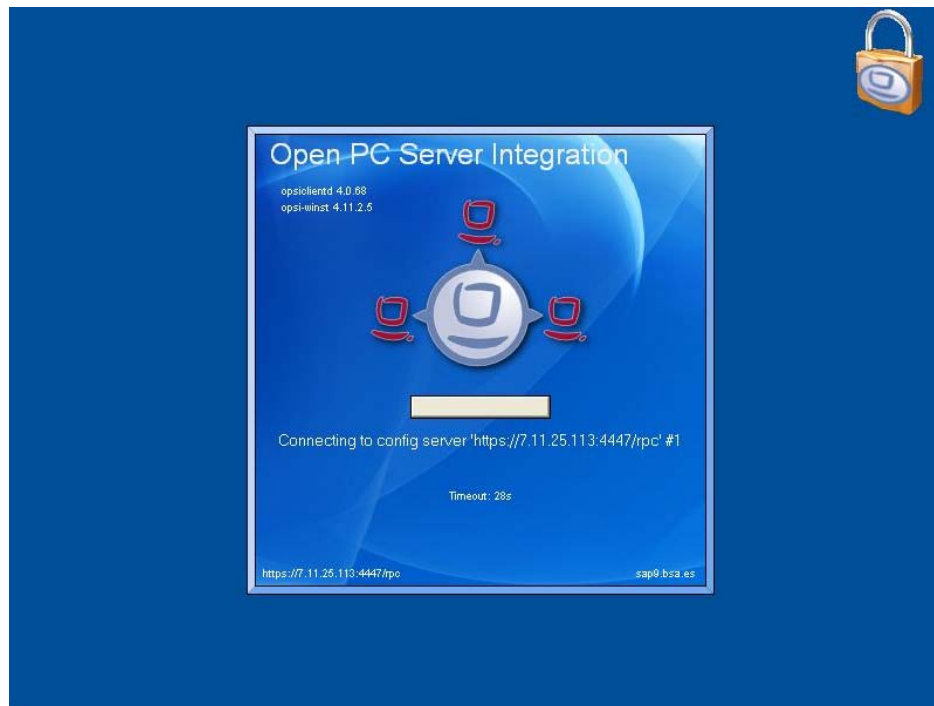 Open PC Server Integration
opsiclientd 4.0.68
opsi-winst 4.11.2.5
Connecting to config server 'https://7.11.25.113:4447/rpc' #1
Timeout: 28s
https://7.11.25.113:4447/rpc
sap9.bsa.es